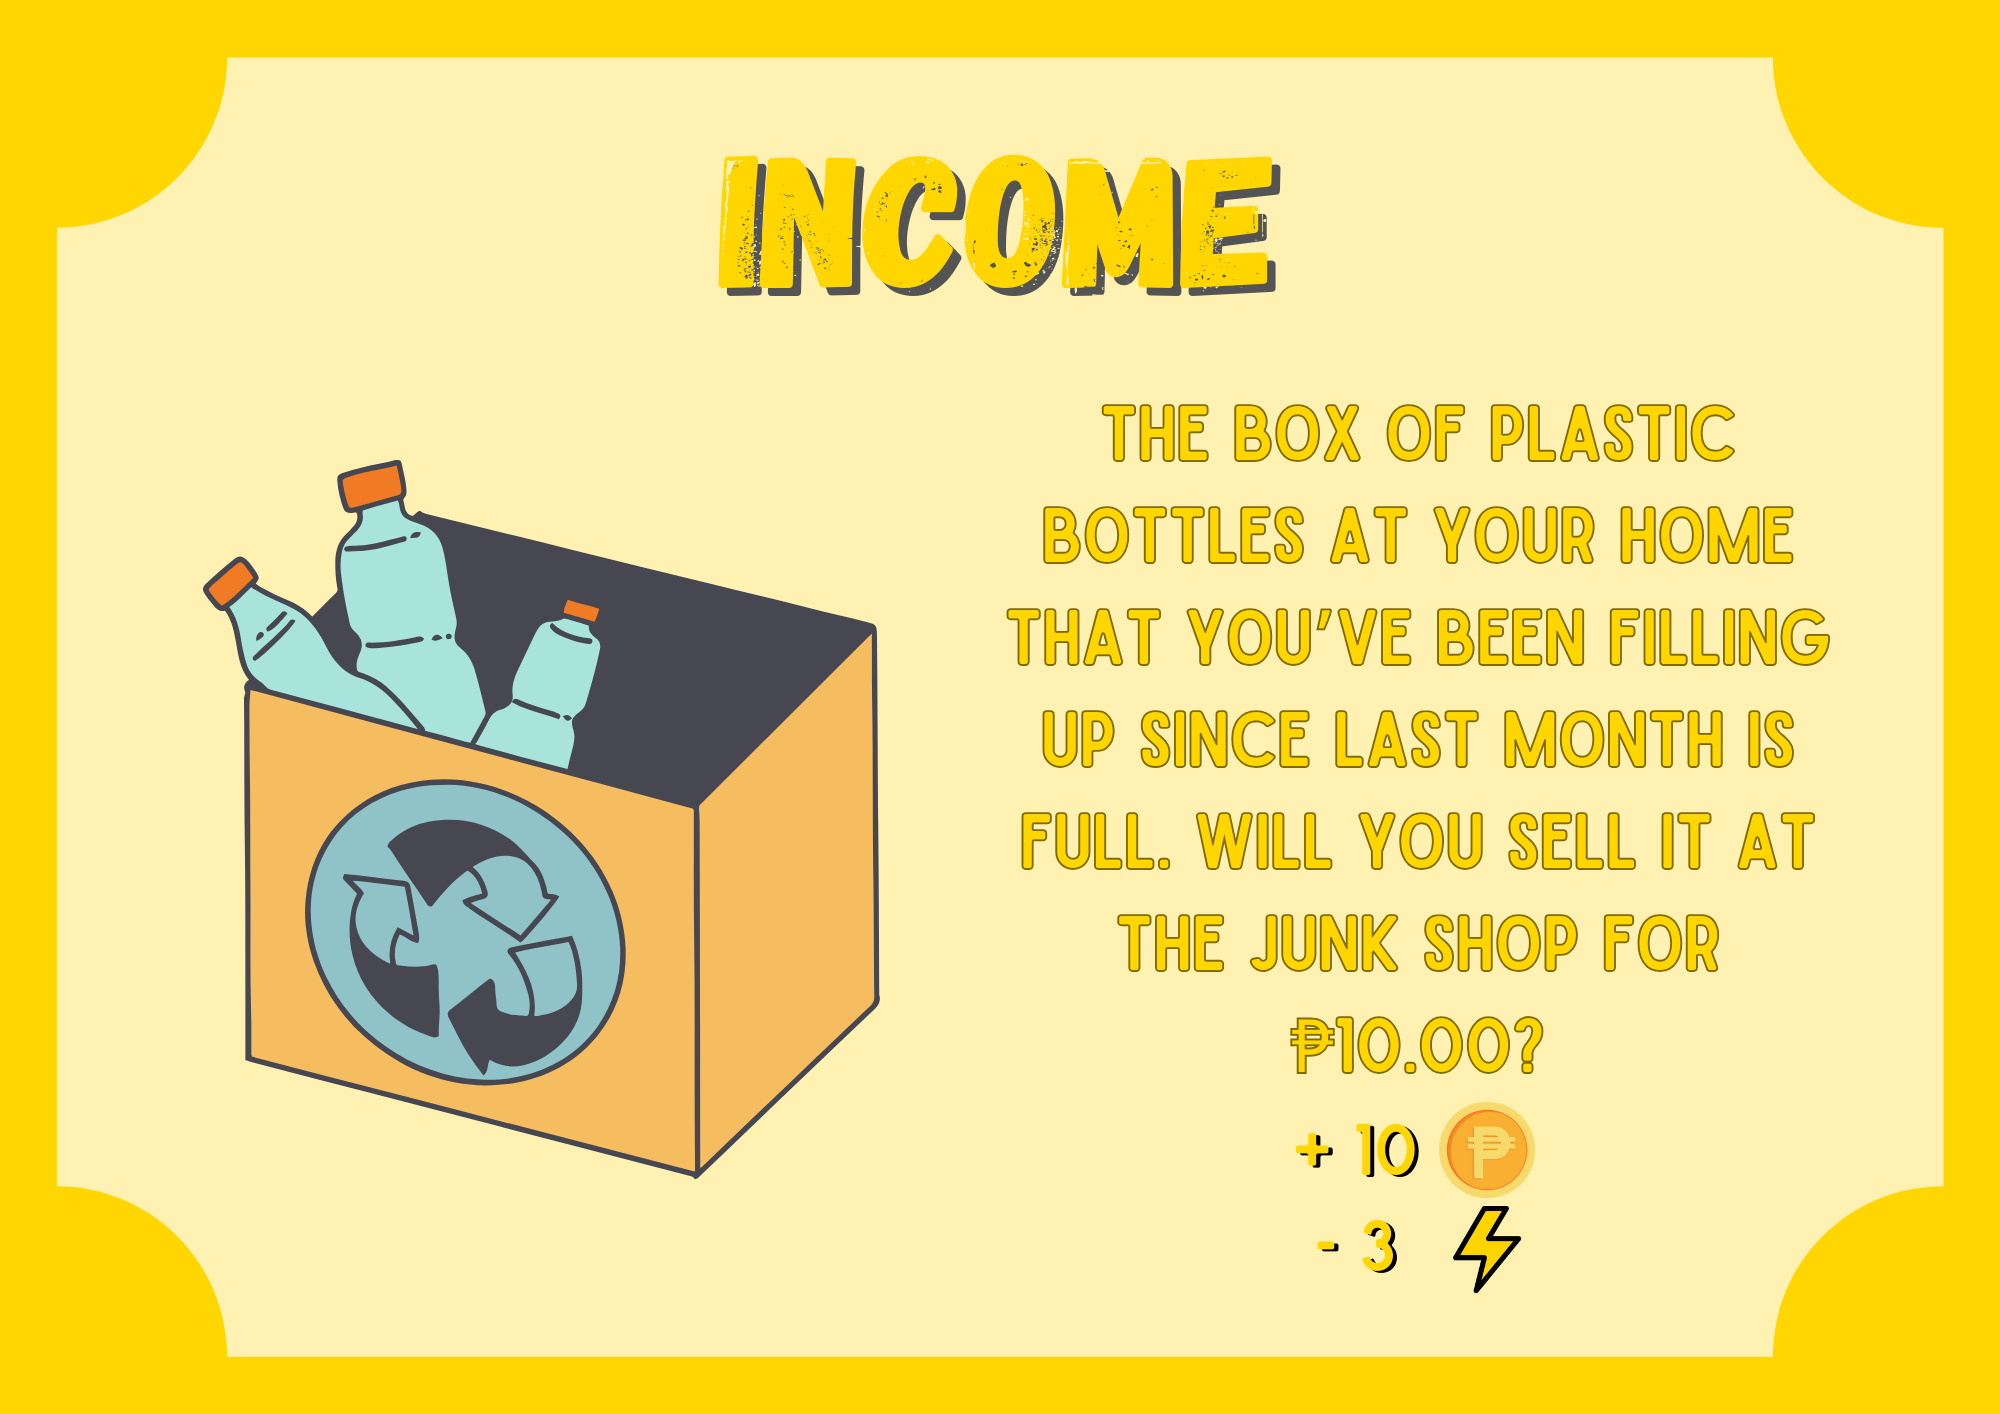 INCOME
THE BOX OF PLASTIC
BOTTLES AT YOUR HOME
THAT YOU'VE BEEN FILLING
UP SINCE LAST MONTH IS
FULL. WILL YOU SELL IT AT
THE JUNK SHOP FOR
₱10.00?
+ 10 ₱
- 3